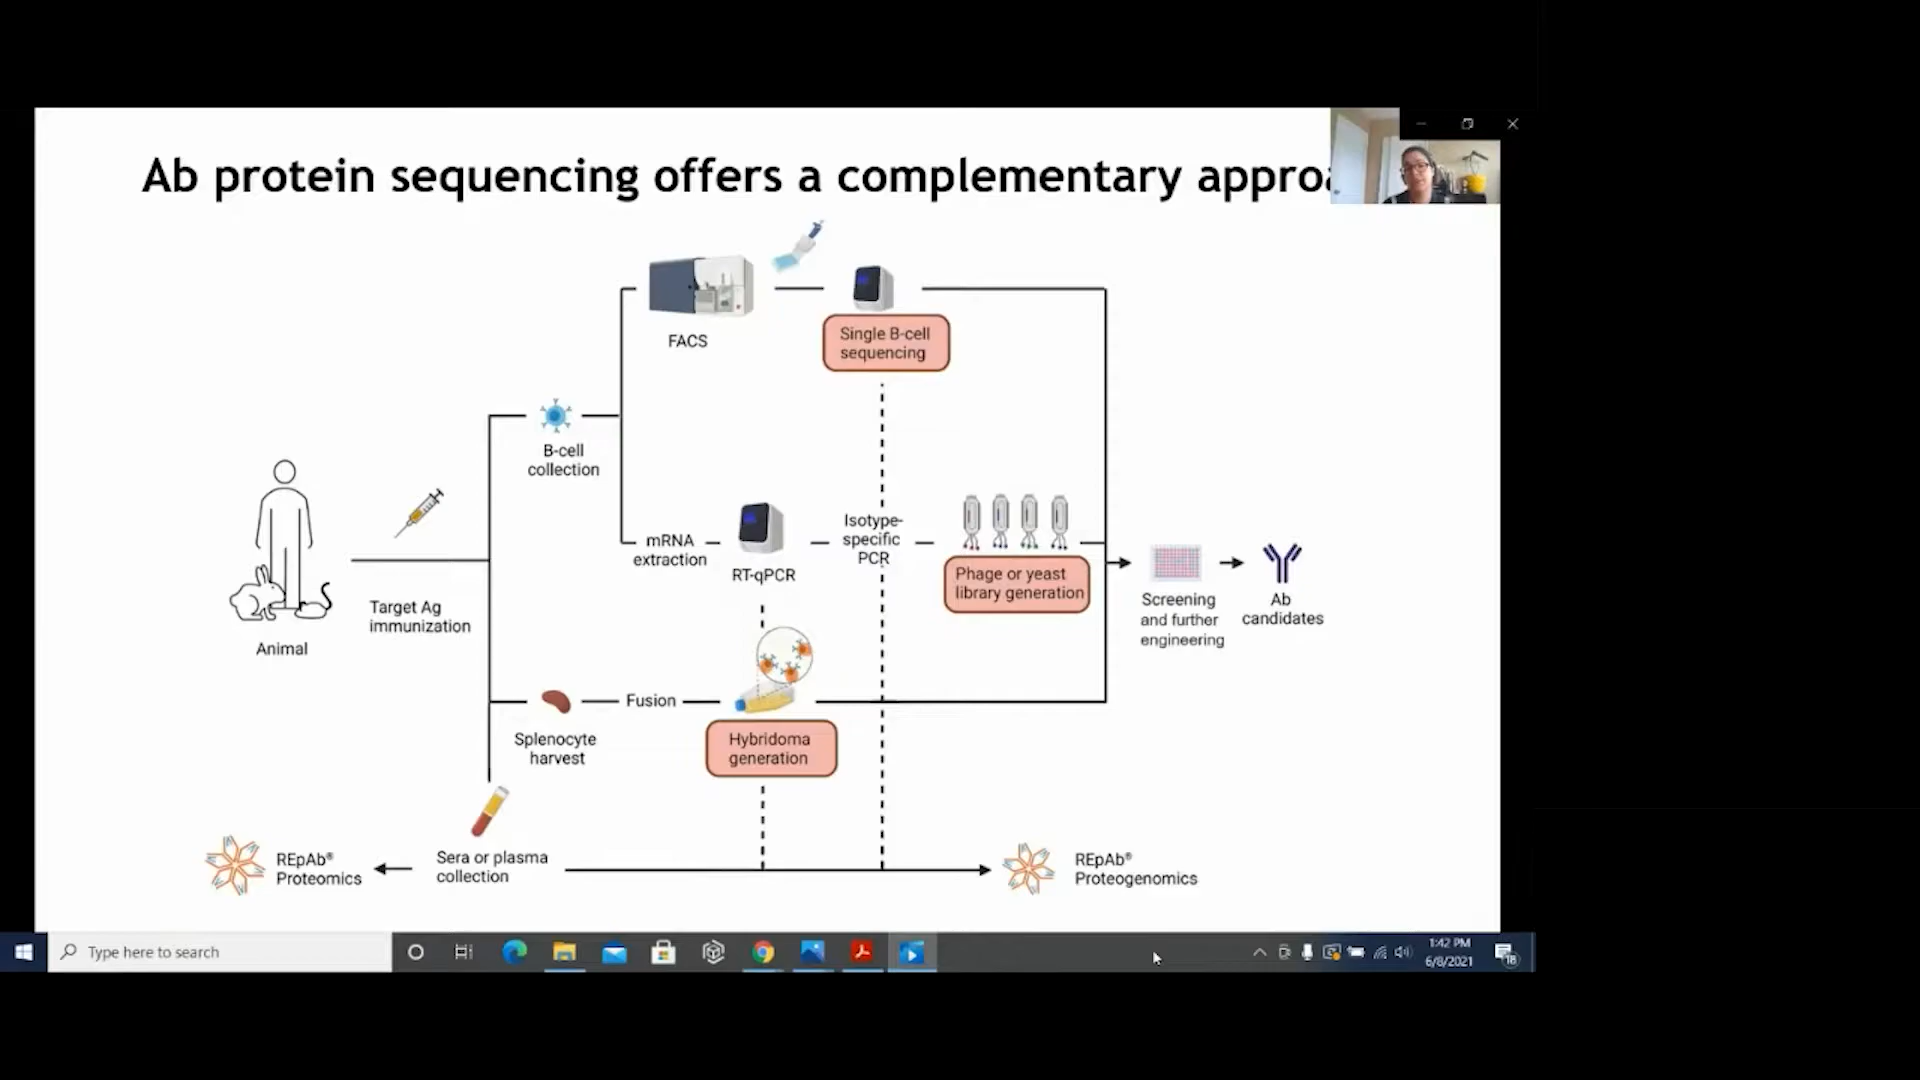 Ab protein sequencing offers a complementary appro
FACS
Single B-cell
sequencing
B-cell
collection
mRNA
extraction
RT-qPCR
Isotype-
specific
PCR
Phage or yeast
library generation
Animal
Target Ag
immunization
Screening
and further
engineering
Ab
candidates
Splenocyte
harvest
Fusion
Hybridoma
generation
REpAb®
Proteomics
Sera or plasma
collection
REpAb®
Proteogenomics
Type here to search
1:42 PM
6/8/2021
18